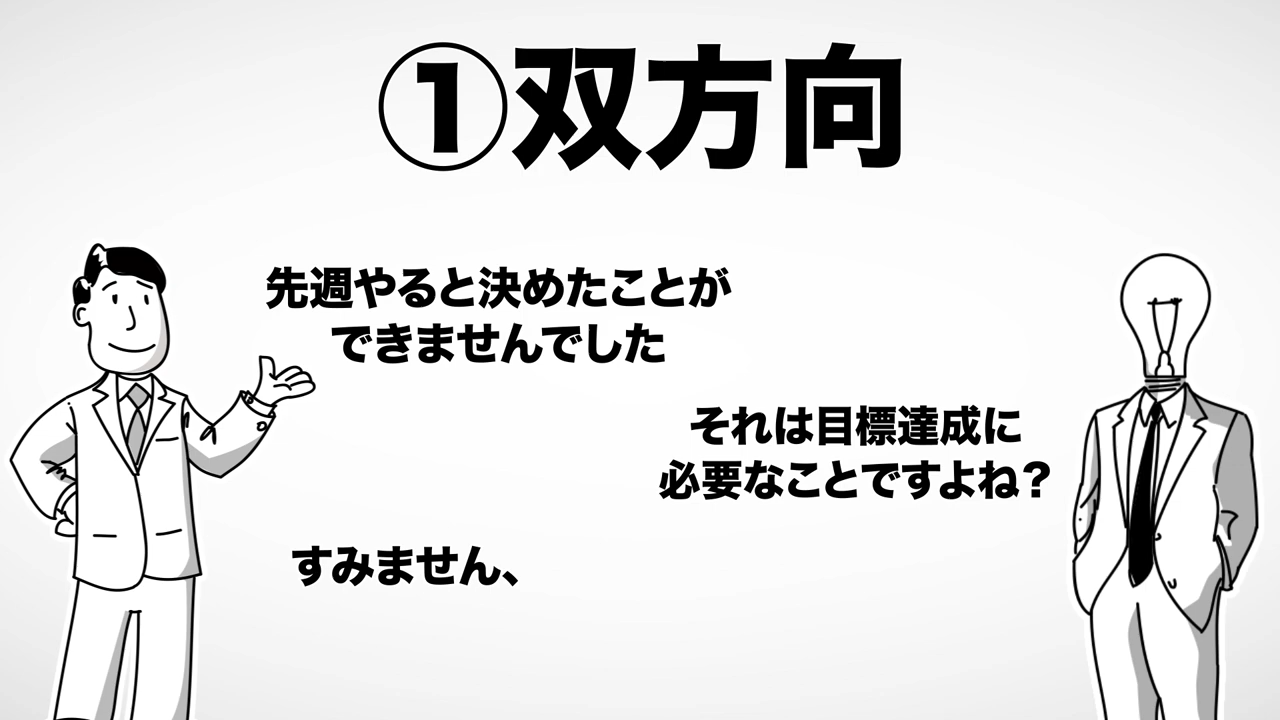 ①双方向
先週やると決めたことが
できませんでした
それは目標達成に
必要なことですよね？
すみません、